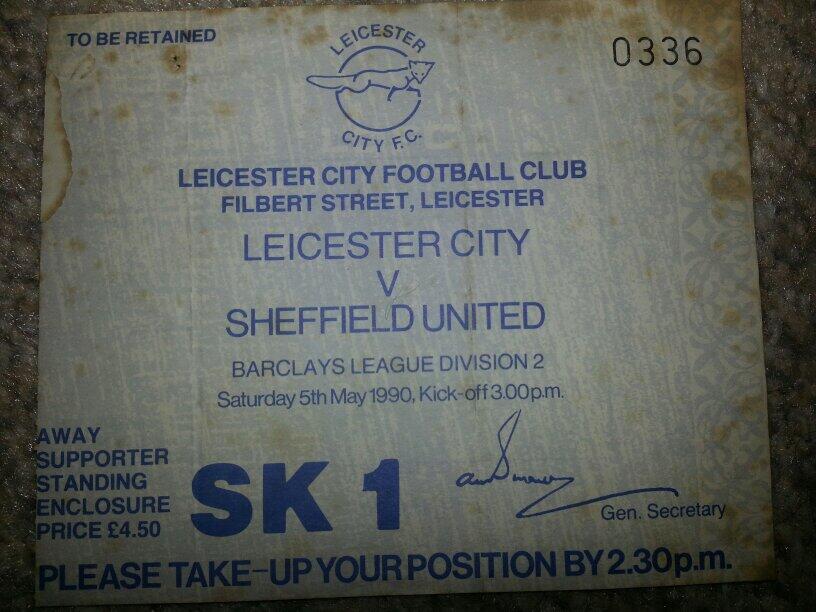 TO BE RETAINED
0336
LEICESTER
CITY F.C.
LEICESTER CITY FOOTBALL CLUB
FILBERT STREET, LEICESTER
LEICESTER CITY
V
SHEFFIELD UNITED
BARCLAYS LEAGUE DIVISION 2
Saturday 5th May 1990, Kick-off 3.00p.m.
AWAY
SUPPORTER
STANDING
ENCLOSURE
PRICE £4.50
SK 1
Gen. Secretary
PLEASE TAKE-UP YOUR POSITION BY 2.30p.m.